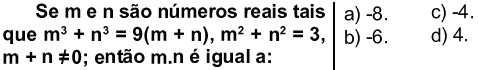 Se m e n são números reais tais
que m³ + n³ = 9(m + n), m² + n² = 3,
m + n ≠0; então m.n é igual a:
a) -8. c) -4.
b) -6. d) 4.